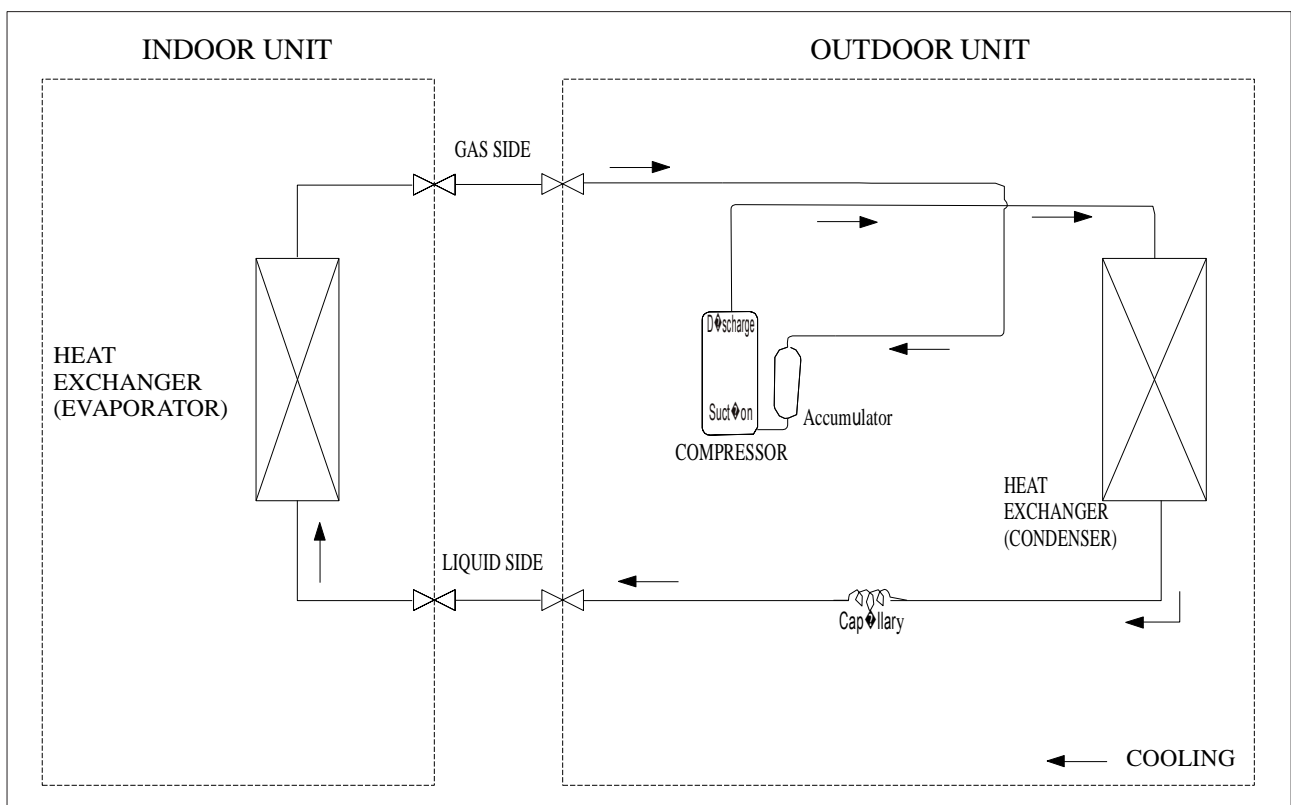 INDOOR UNIT
OUTDOOR UNIT
GAS SIDE
D�scharge
HEAT
EXCHANGER
(EVAPORATOR)
Suct�on
Accumulator
COMPRESSOR
HEAT
EXCHANGER
(CONDENSER)
LIQUID SIDE
Cap�llary
COOLING